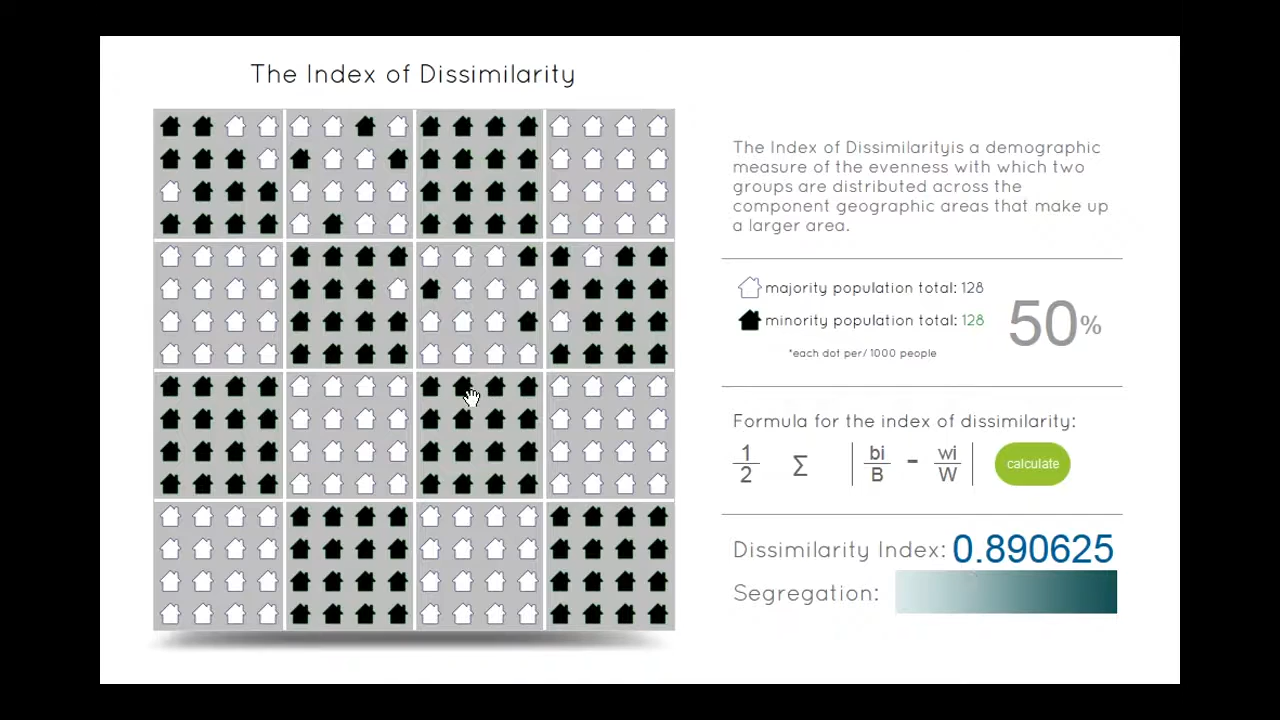 The Index of Dissimilarity
The Index of Dissimilarityis a demographic
measure of the evenness with which two
groups are distributed across the
component geographic areas that make up
a larger area.
majority population total: 128
minority population total: 128
50%
*each dot per/ 1000 people
Formula for the index of dissimilarity:
1/2 Σ | bi/B - wi/W |
calculate
Dissimilarity Index: 0.890625
Segregation: